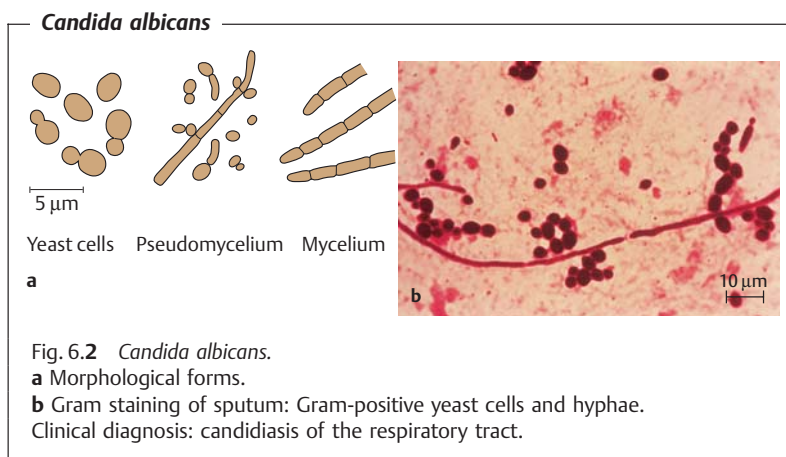 Candida albicans
5 µm
Yeast cells Pseudomycelium Mycelium
a
b
10 µm
Fig. 6.2 Candida albicans.
a Morphological forms.
b Gram staining of sputum: Gram-positive yeast cells and hyphae.
Clinical diagnosis: candidiasis of the respiratory tract.